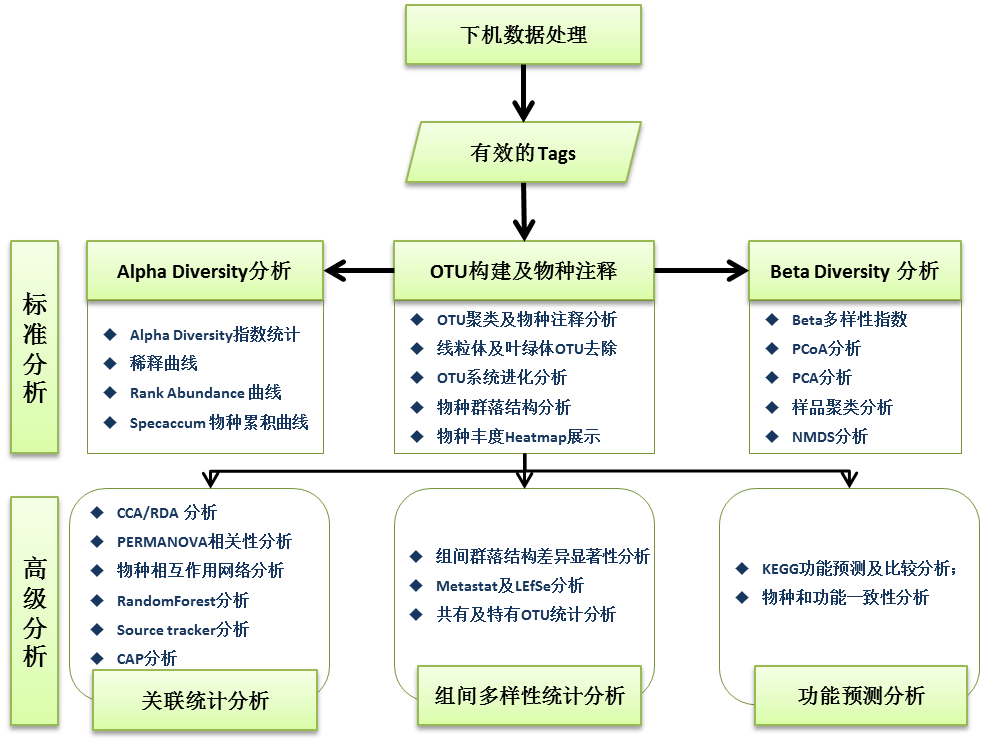 下机数据处理
有效的Tags
标准分析
Alpha Diversity分析
Alpha Diversity指数统计
稀释曲线
Rank Abundance 曲线
Specaccum 物种累积曲线
OTU构建及物种注释
OTU聚类及物种注释分析
线粒体及叶绿体OTU去除
OTU系统进化分析
物种群落结构分析
物种丰度Heatmap展示
Beta Diversity 分析
Beta多样性指数
PCoA分析
PCA分析
样品聚类分析
NMDS分析
高级分析
CCA/RDA 分析
PERMANOVA相关性分析
物种相互作用网络分析
RandomForest分析
Source tracker分析
CAP分析
关联统计分析
组间群落结构差异显著性分析
Metastat及LEfSe分析
共有及特有OTU统计分析
组间多样性统计分析
KEGG功能预测及比较分析；
物种和功能一致性分析
功能预测分析